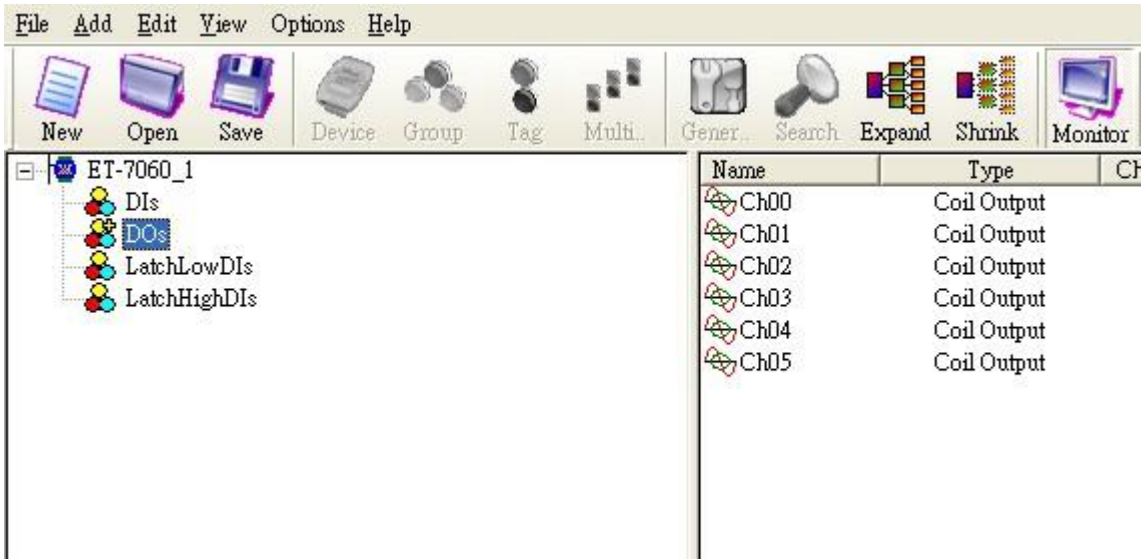 File Add Edit View Options Help
New Open Save Device Group Tag Multi.. Gener.. Search Expand Shrink Monitor
ET-7060_1
DIs
DOs
LatchLowDIs
LatchHighDIs
Name Type Ch
Ch00 Coil Output
Ch01 Coil Output
Ch02 Coil Output
Ch03 Coil Output
Ch04 Coil Output
Ch05 Coil Output